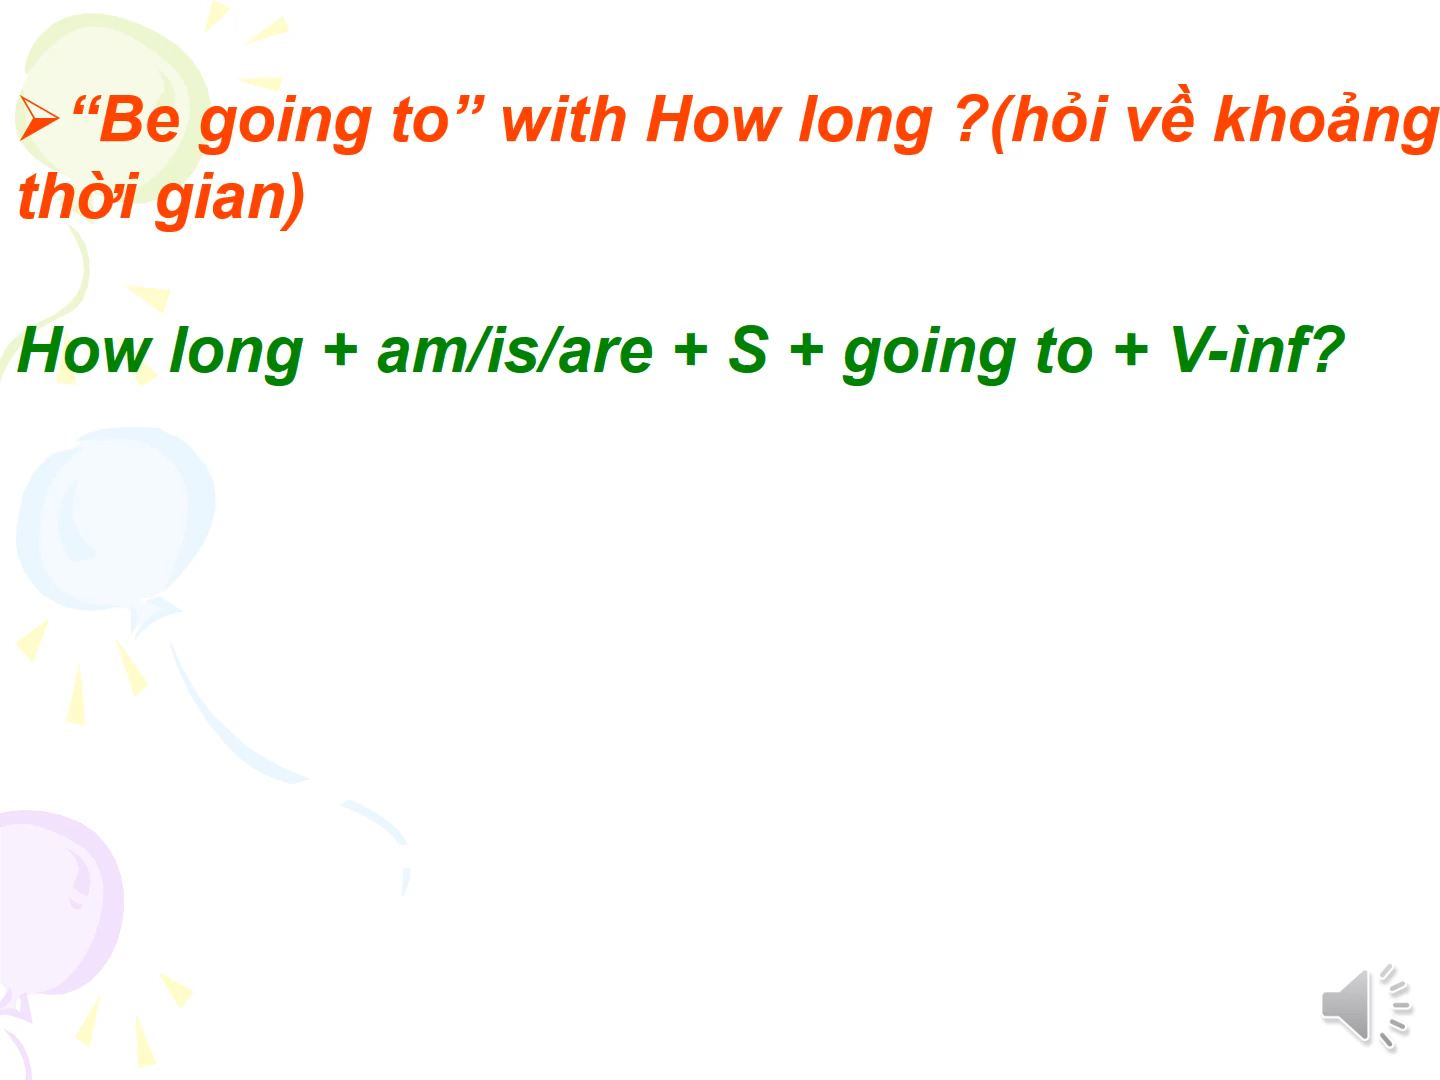 ➢“Be going to” with How long ?(hỏi về khoảng
thời gian)
How long + am/is/are + S + going to + V-ìnf?